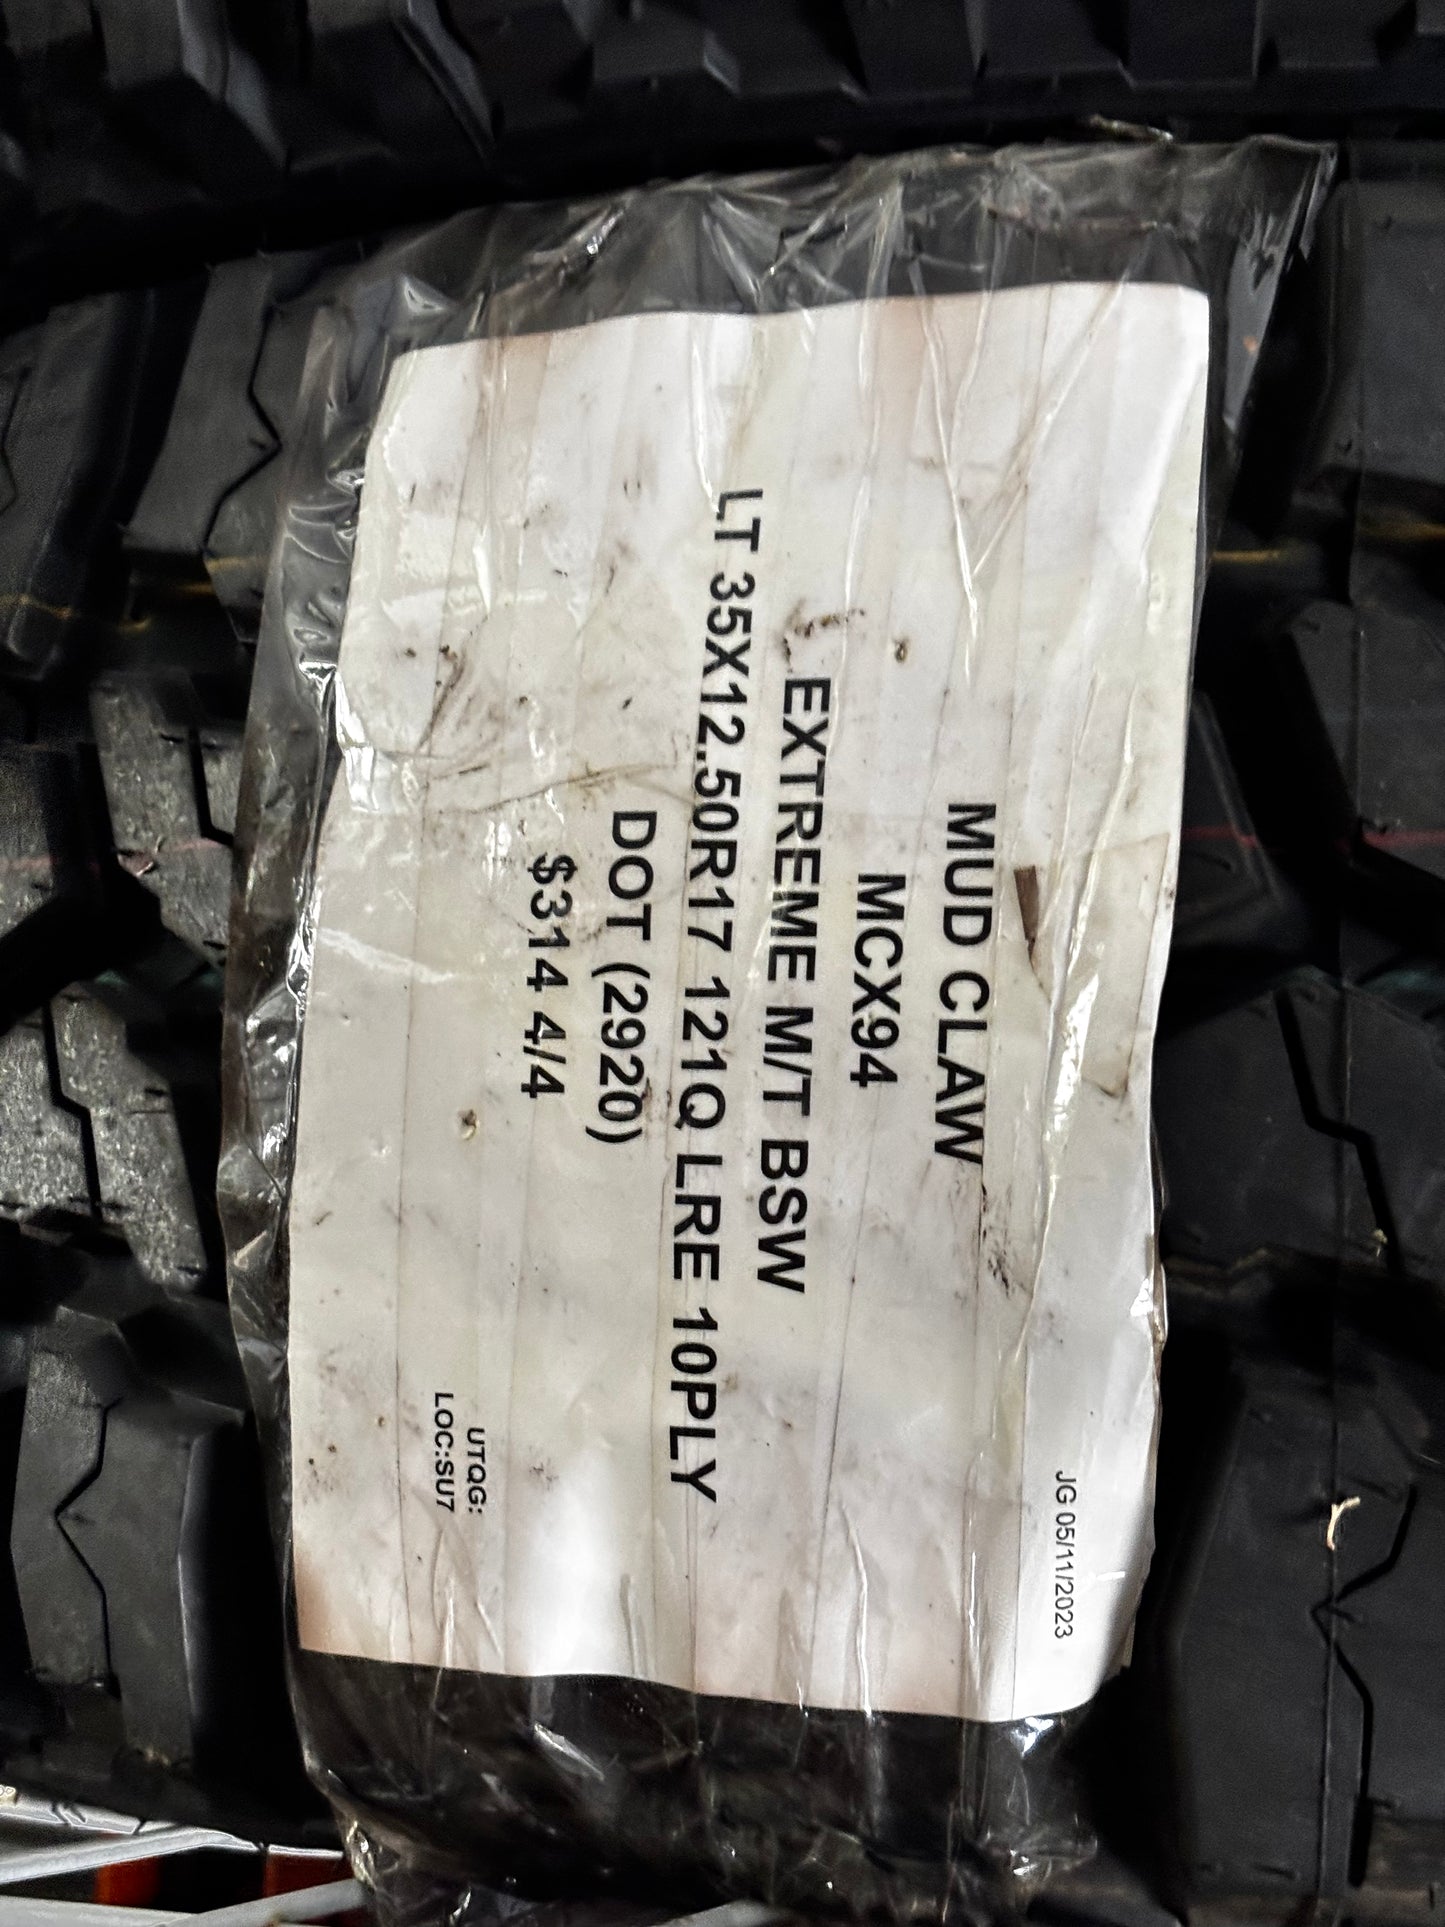 JG 05/11/2023
MUD CLAW
MCX94
EXTREME M/T BSW
LT 35X12.50R17 121Q LRE 10PLY
DOT (2920)
$314 4/4
UTQG:
LOC:SU7